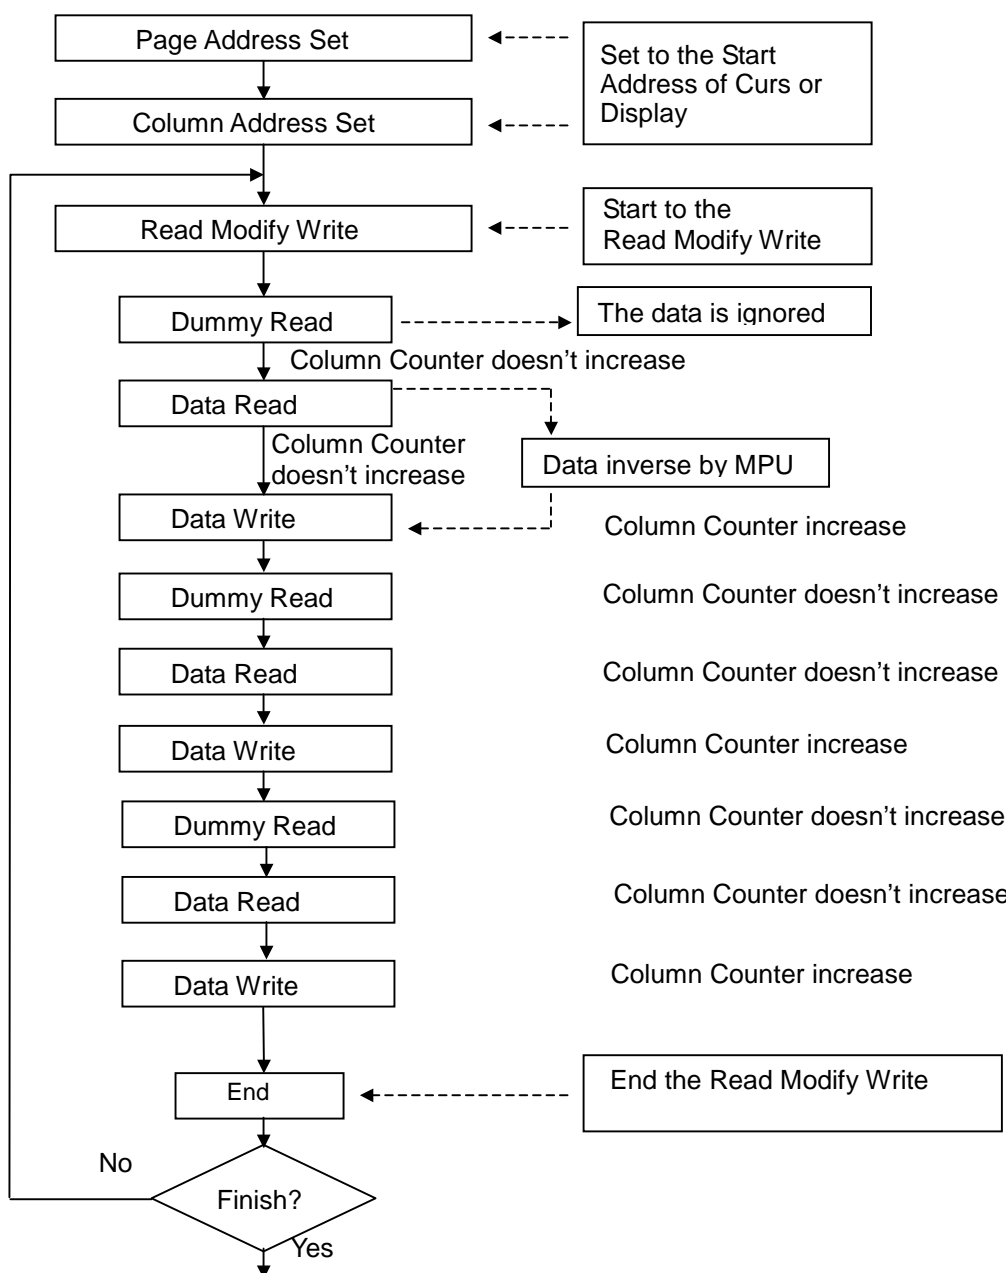 Page Address Set
Set to the Start
Address of Curs or
Display
Column Address Set
Read Modify Write
Start to the
Read Modify Write
Dummy Read
The data is ignored
Column Counter doesn't increase
Data Read
Column Counter
doesn't increase
Data inverse by MPU
Data Write
Column Counter increase
Dummy Read
Column Counter doesn't increase
Data Read
Column Counter doesn't increase
Data Write
Column Counter increase
Dummy Read
Column Counter doesn't increase
Data Read
Column Counter doesn't increase
Data Write
Column Counter increase
End
End the Read Modify Write
No
Finish?
Yes